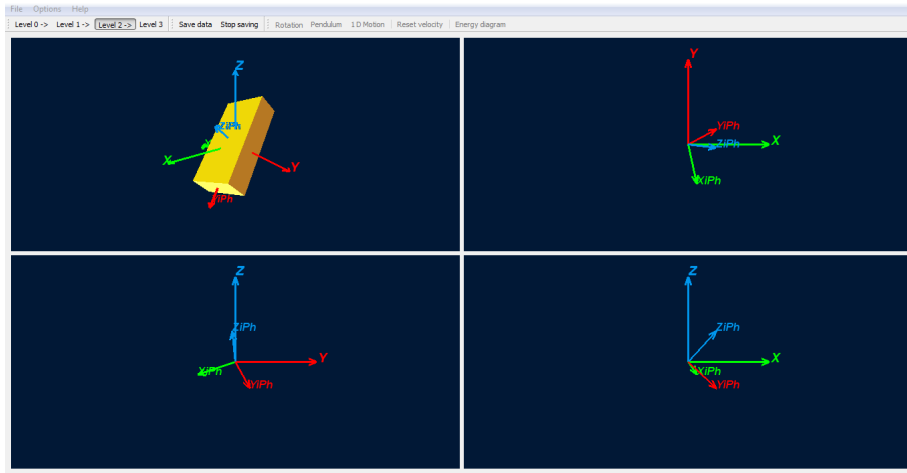 File Options Help
Level 0 -> Level 1 -> Level 2 -> Level 3 Save data Stop saving Rotation Pendulum 1D Motion Reset velocity Energy diagram
Z
ZiPh
X
X
Y
YiPh
Y
YiPh
X
ZiPh
XiPh
Z
ZiPh
Y
XiPh
YiPh
Z
ZiPh
X
XiPh
YiPh